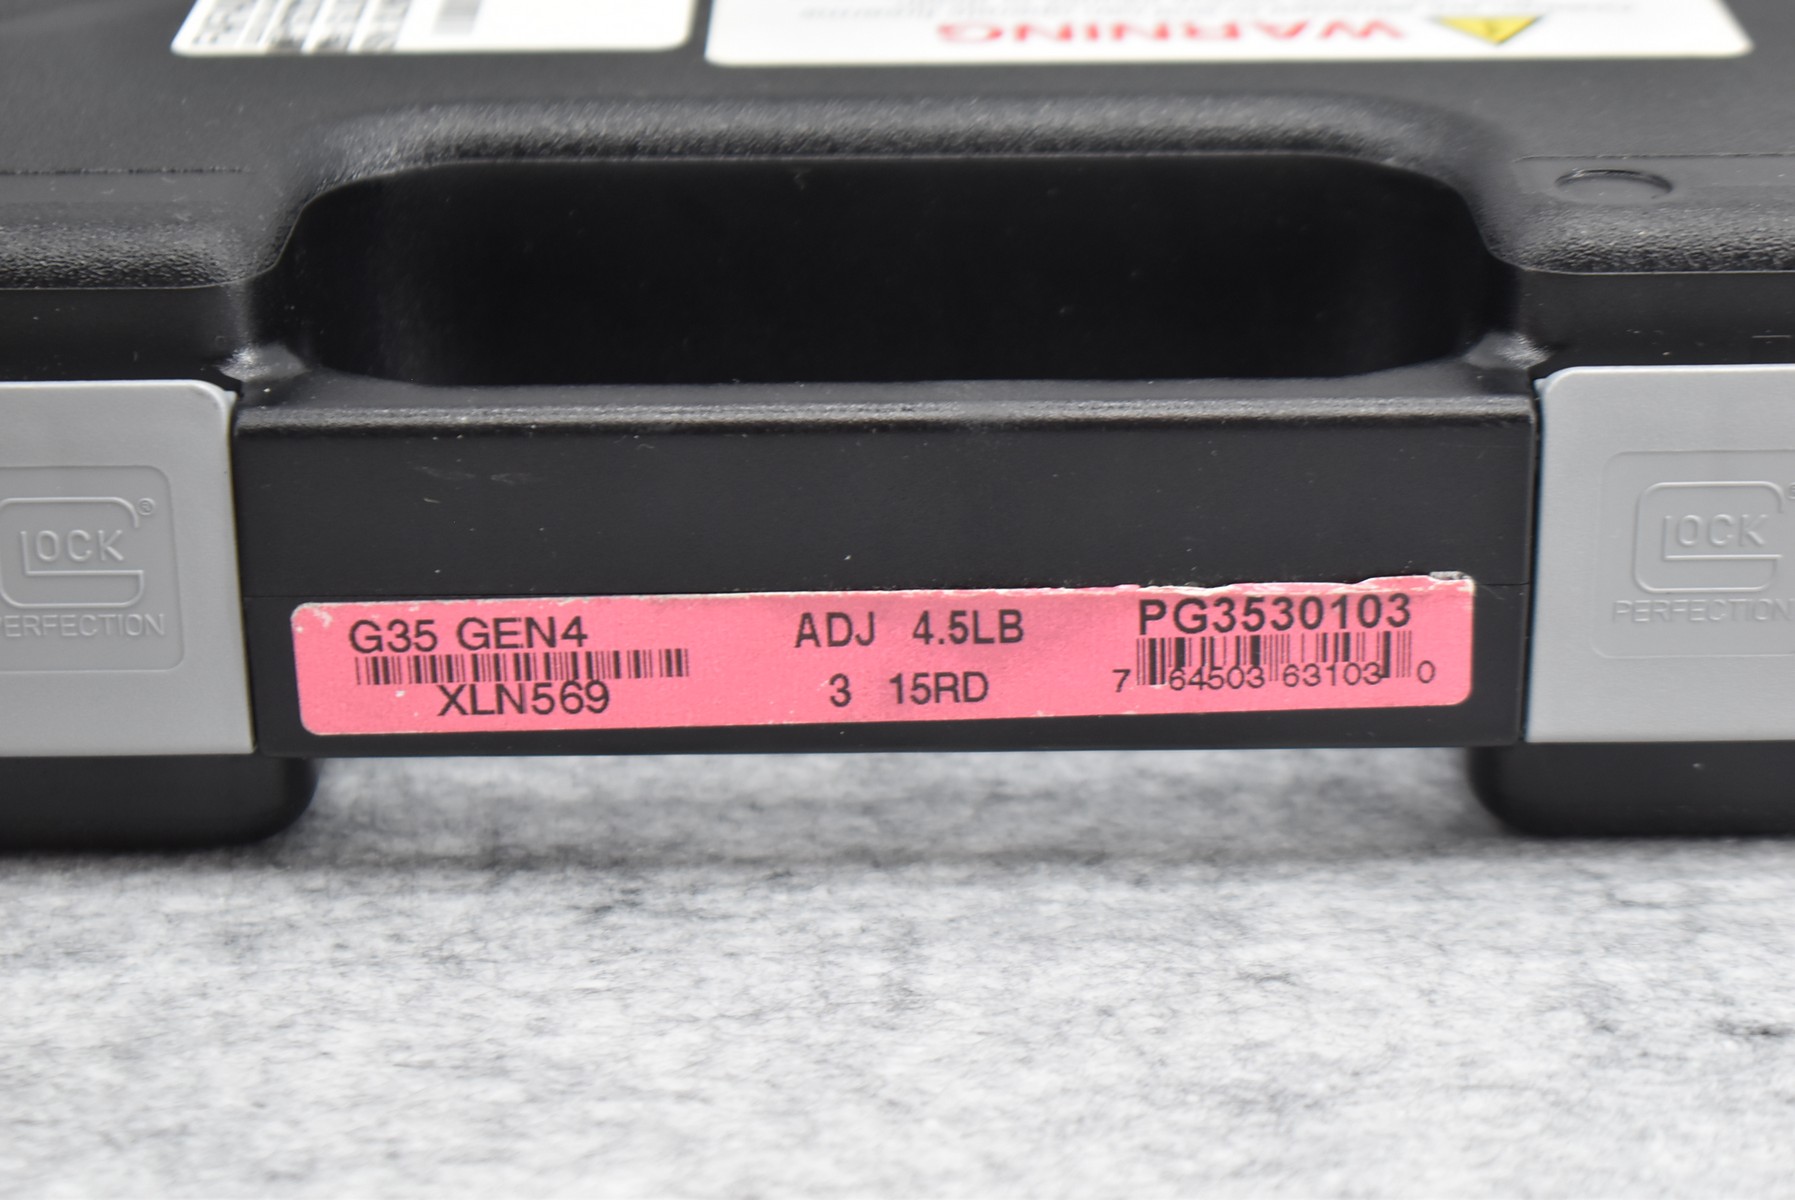 WARNING
GLOCK®
PERFECTION
GLOCK
PERFECTION
G35 GEN4
XLN569
ADJ 4.5LB
3 15RD
PG3530103
7 64503 63103 0